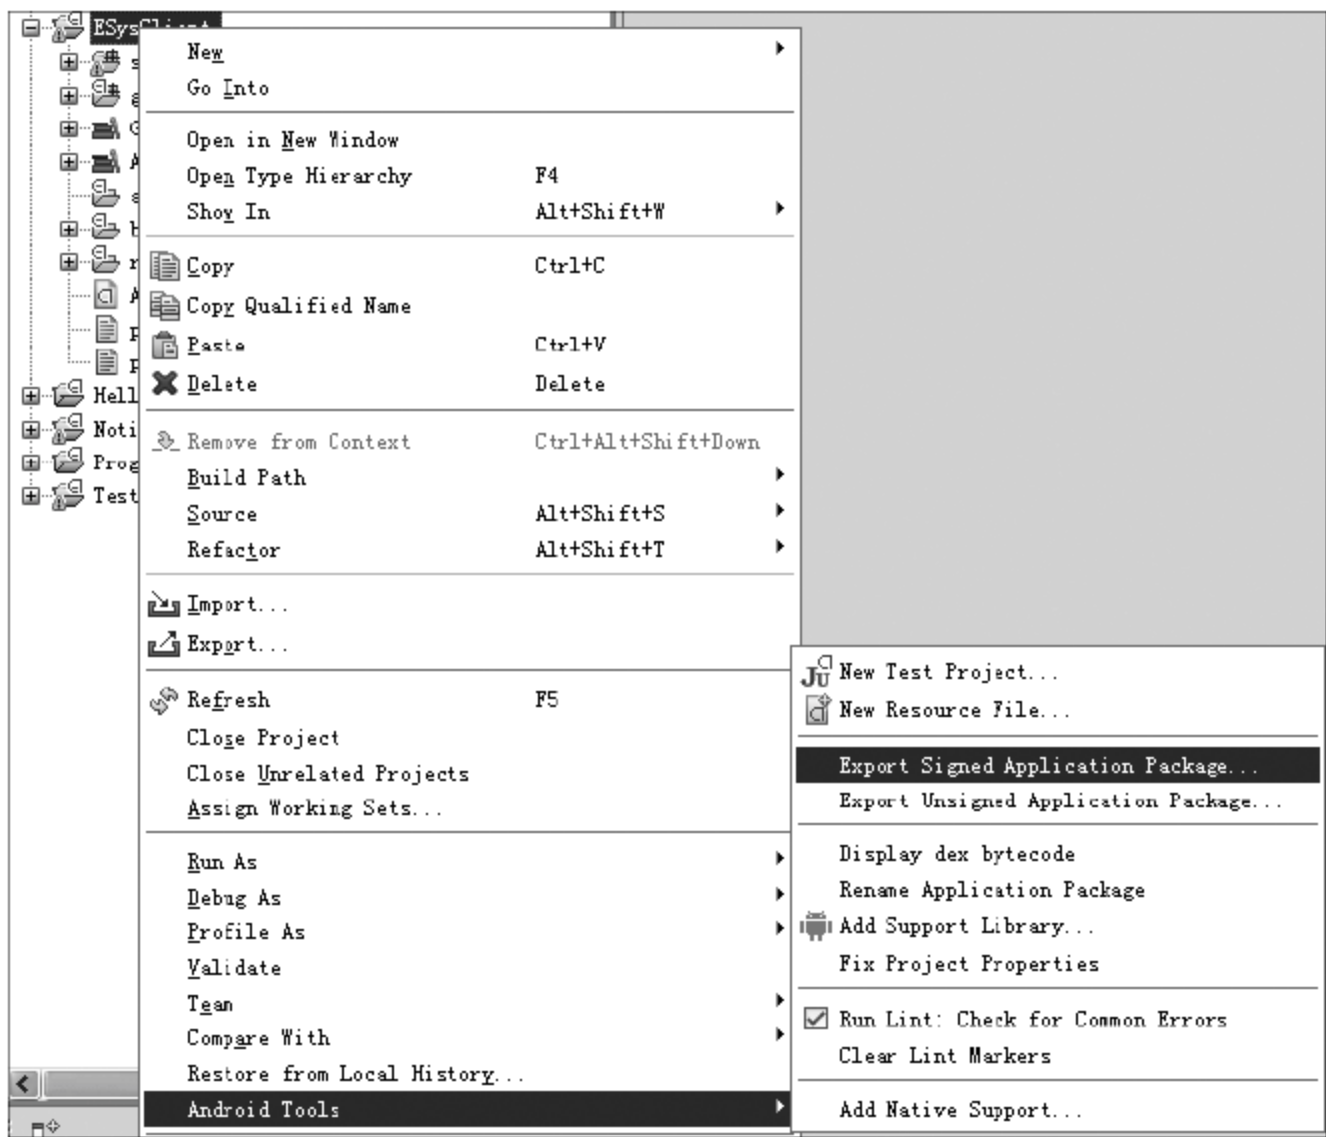 ESysClient
New
Go Into
Open in New Window
Open Type Hierarchy F4
Show In Alt+Shift+W
Copy Ctrl+C
Copy Qualified Name
Paste Ctrl+V
Delete Delete
Hell
Noti
Remove from Context Ctrl+Alt+Shift+Down
Prog
Build Path
Test
Source Alt+Shift+S
Refactor Alt+Shift+T
Import...
Export...
Refresh F5
Close Project
Close Unrelated Projects
Assign Working Sets...
Run As
Debug As
Profile As
Validate
Team
Compare With
Restore from Local History...
Android Tools
New Test Project...
New Resource File...
Export Signed Application Package...
Export Unsigned Application Package...
Display dex bytecode
Rename Application Package
Add Support Library...
Fix Project Properties
Run Lint: Check for Common Errors
Clear Lint Markers
Add Native Support...